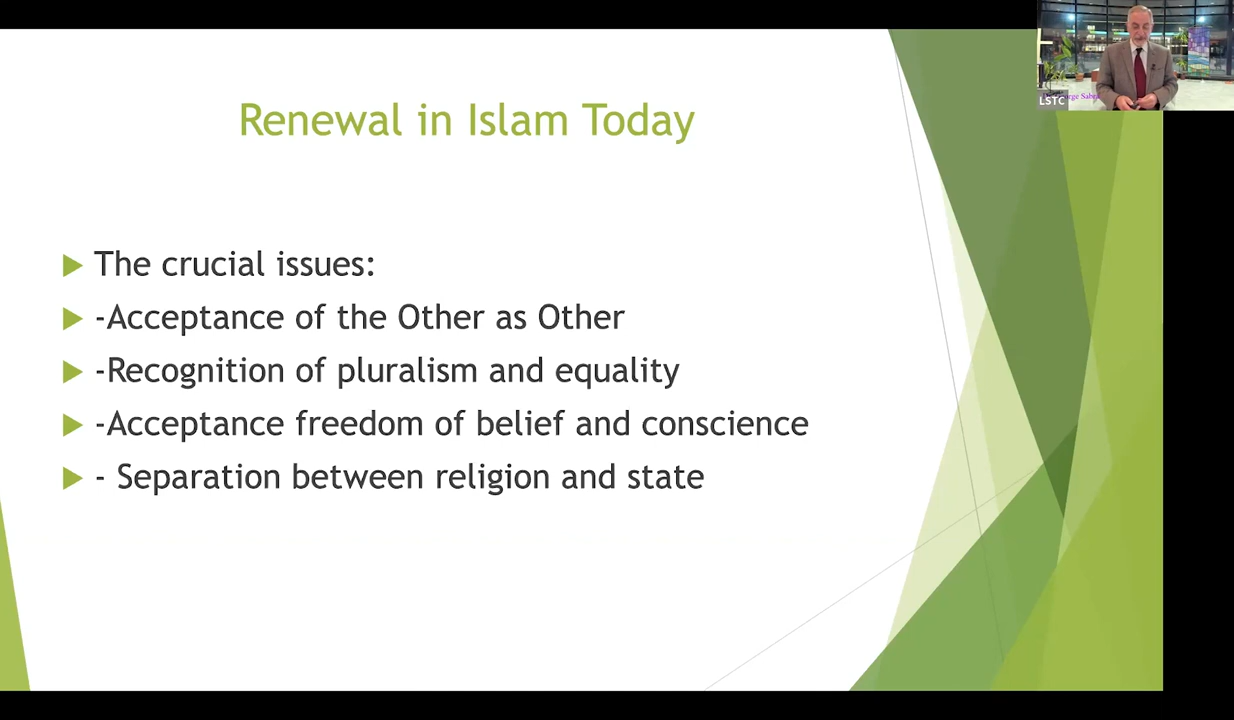 Renewal in Islam Today
The crucial issues:
-Acceptance of the Other as Other
-Recognition of pluralism and equality
-Acceptance freedom of belief and conscience
- Separation between religion and state
LSTC